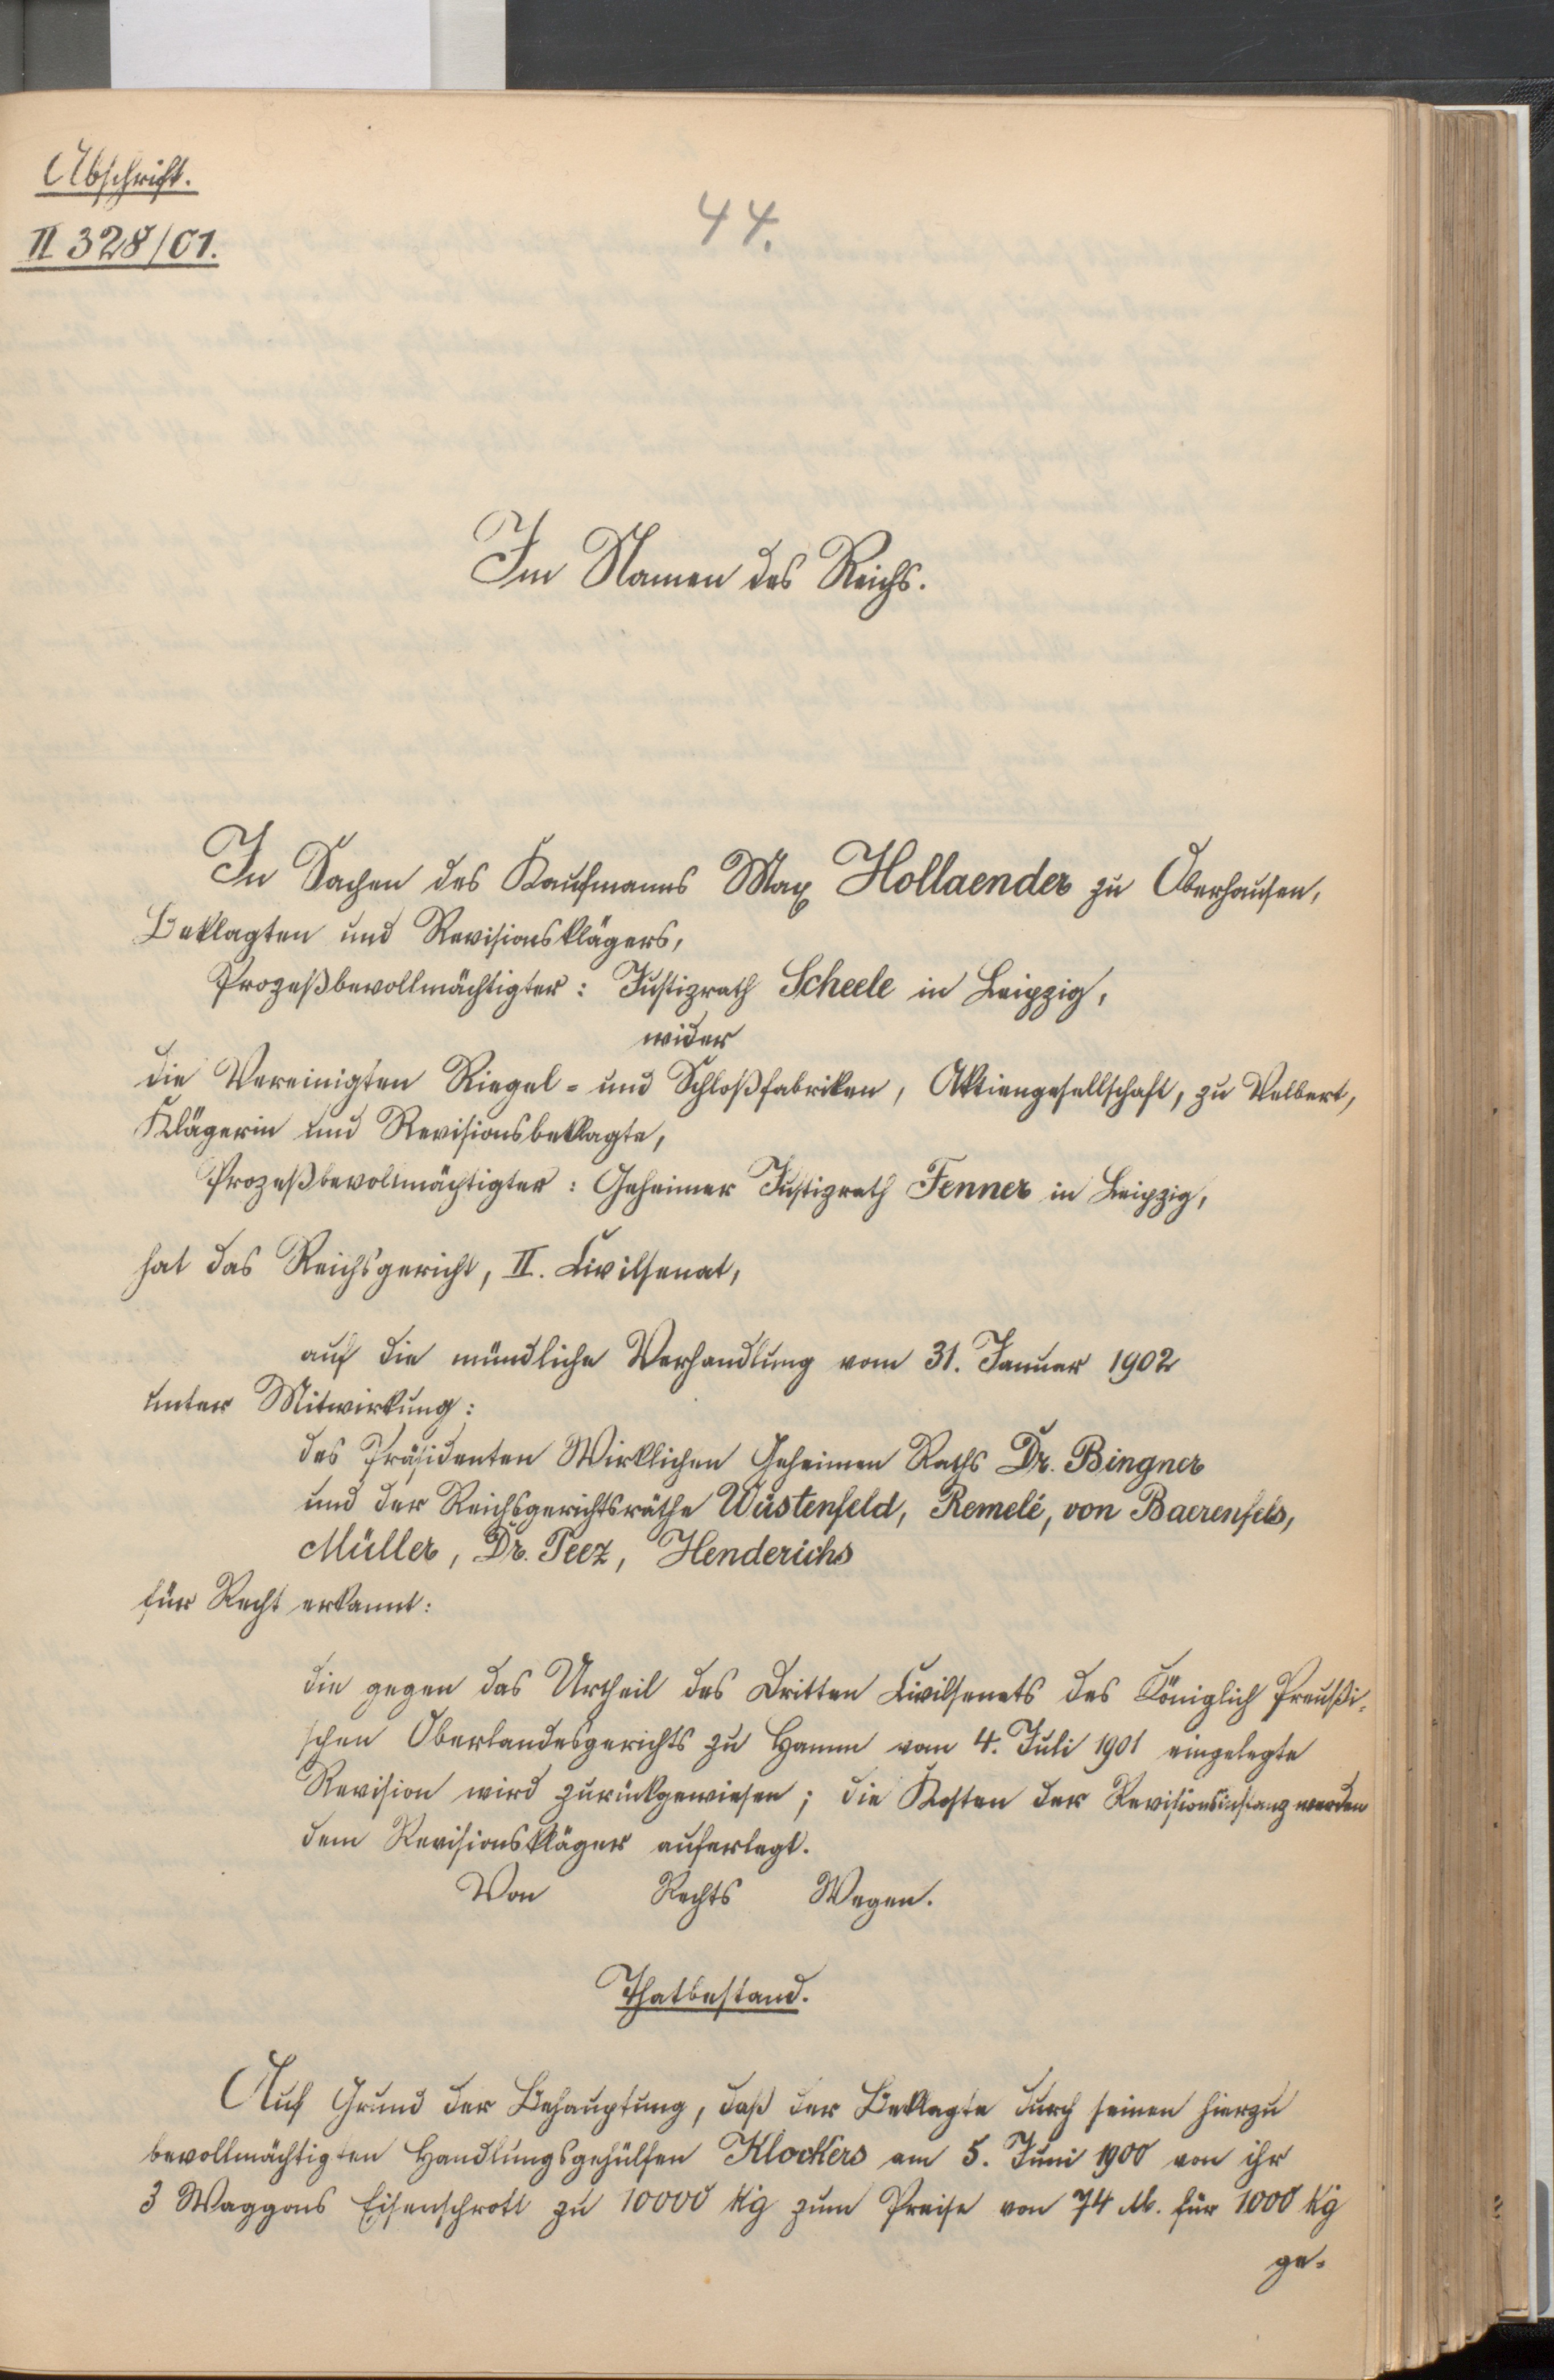 Abschrift.
II 328/01.
44.
Im Namen des Reichs.
In Sachen des Kaufmanns Max Hollaender zu Oberhausen,
Beklagten und Revisionsklägers,
Prozeßbevollmächtigter: Justizrath Scheele in Leipzig,
wider
die Vereinigten Riegel- und Schloßfabriken, Aktiengesellschaft, zu Velbert,
Klägerin und Revisionsbeklagte,
Prozeßbevollmächtigter: Geheimer Justizrath Fenner in Leipzig,
hat das Reichsgericht, II. Civilsenat,
auf die mündliche Verhandlung vom 31. Januar 1902
unter Mitwirkung:
des Präsidenten Wirklichen Geheimen Raths Dr. Bingner
und der Reichsgerichtsräthe Wüstenfeld, Remelé, von Baerenfels,
Müller, Dr. Peez, Henderichs
für Recht erkannt:
die gegen das Urtheil des Dritten Civilsenats des Königlich Preußi-
schen Oberlandesgerichts zu Hamm vom 4. Juli 1901 eingelegte
Revision wird zurückgewiesen; die Kosten der Revisionsinstanz werden
dem Revisionskläger auferlegt.
Von Rechts Wegen.
Thatbestand.
Auf Grund der Behauptung, daß der Beklagte durch seinen hierzu
bevollmächtigten Handlungsgehülfen Klockers am 5. Juni 1900 von ihr
3 Waggons Eisenschrott zu 10000 kg zum Preise von 74 M. für 1000 kg
ge-